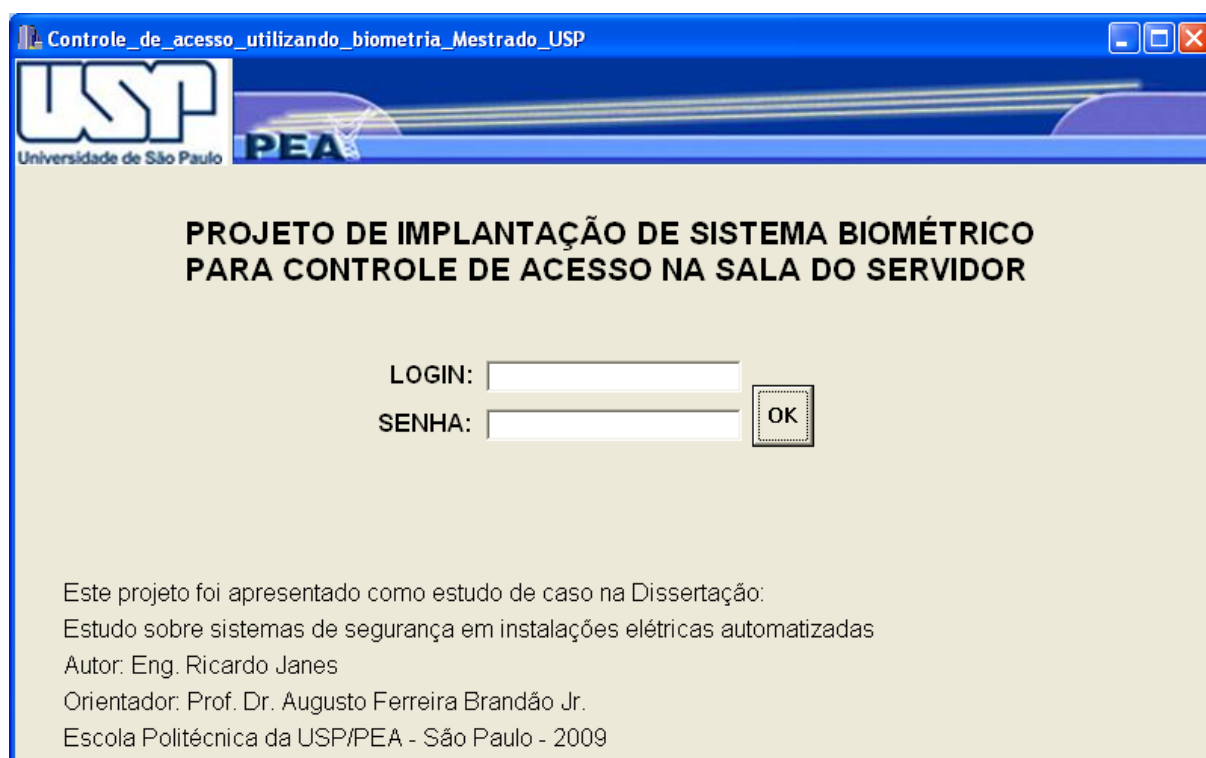 Controle_de_acesso_utilizando_biometria_Mestrado_USP
USP
Universidade de São Paulo
PEA
PROJETO DE IMPLANTAÇÃO DE SISTEMA BIOMÉTRICO
PARA CONTROLE DE ACESSO NA SALA DO SERVIDOR
LOGIN:
SENHA:
OK
Este projeto foi apresentado como estudo de caso na Dissertação:
Estudo sobre sistemas de segurança em instalações elétricas automatizadas
Autor: Eng. Ricardo Janes
Orientador: Prof. Dr. Augusto Ferreira Brandão Jr.
Escola Politécnica da USP/PEA - São Paulo - 2009